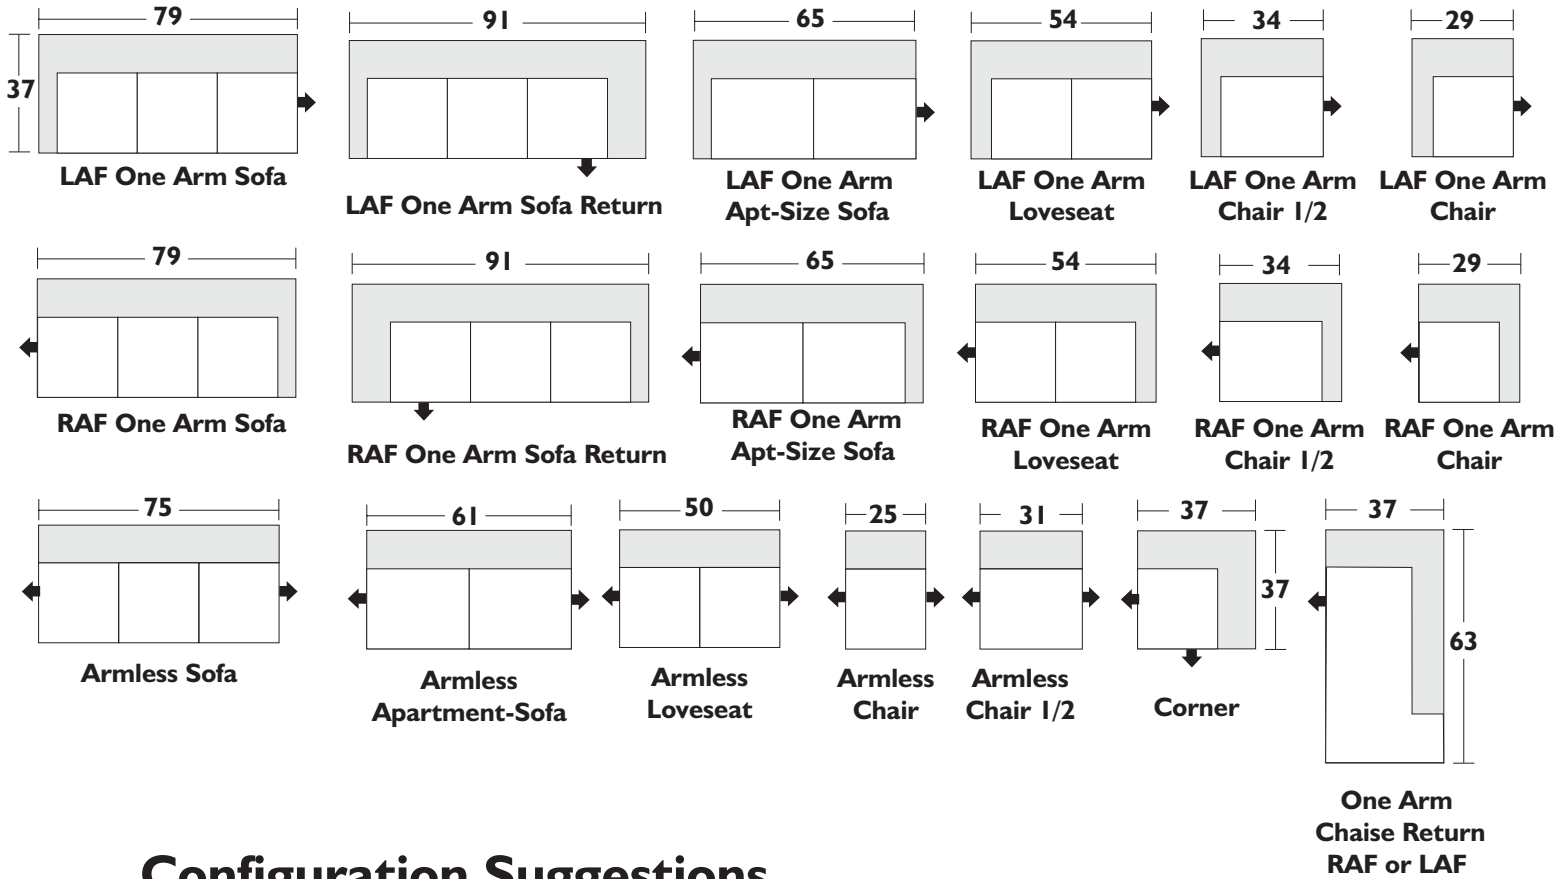 79
91
65
54
34
29
37
LAF One Arm Sofa
LAF One Arm Sofa Return
LAF One Arm
Apt-Size Sofa
LAF One Arm
Loveseat
LAF One Arm
Chair 1/2
LAF One Arm
Chair
79
91
65
54
34
29
RAF One Arm Sofa
RAF One Arm Sofa Return
RAF One Arm
Apt-Size Sofa
RAF One Arm
Loveseat
RAF One Arm
Chair 1/2
RAF One Arm
Chair
75
61
50
25
31
37
37
37
63
Armless Sofa
Armless
Apartment-Sofa
Armless
Loveseat
Armless
Chair
Armless
Chair 1/2
Corner
One Arm
Chaise Return
RAF or LAF
Configuration Suggestions